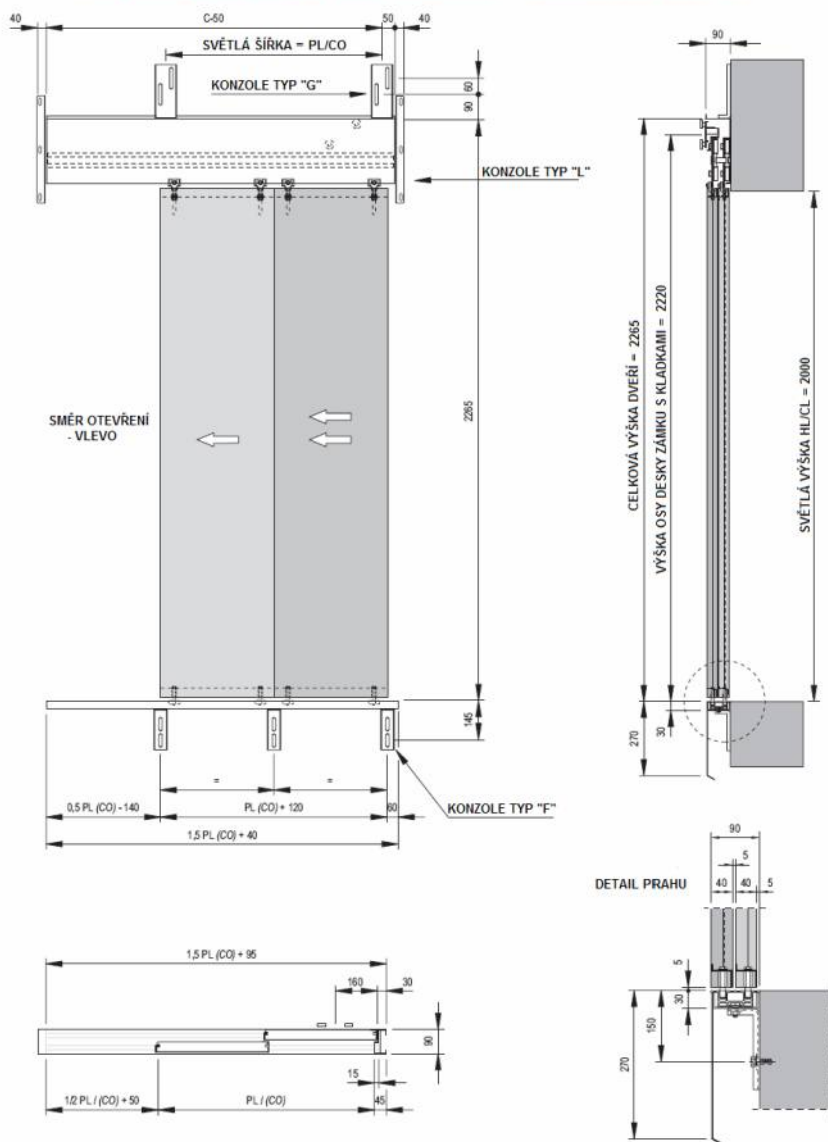 40
C-50
50
40
SVĚTLÁ ŠÍŘKA = PL/CO
KONZOLE TYP "G"
60
90
KONZOLE TYP "L"
SMĚR OTEVŘENÍ
- VLEVO
2265
145
=
=
0,5 PL (CO) - 140
PL (CO) + 120
60
KONZOLE TYP "F"
1,5 PL (CO) + 40
90
CELKOVÁ VÝŠKA DVEŘÍ = 2265
VÝŠKA OSY DESKY ZÁMKU S KLADKAMI = 2220
SVĚTLÁ VÝŠKA HL/CL = 2000
270
30
1,5 PL (CO) + 95
160
30
90
15
1/2 PL / (CO) + 50
PL / (CO)
45
DETAIL PRAHU
90
5
40
40
5
5
30
150
270